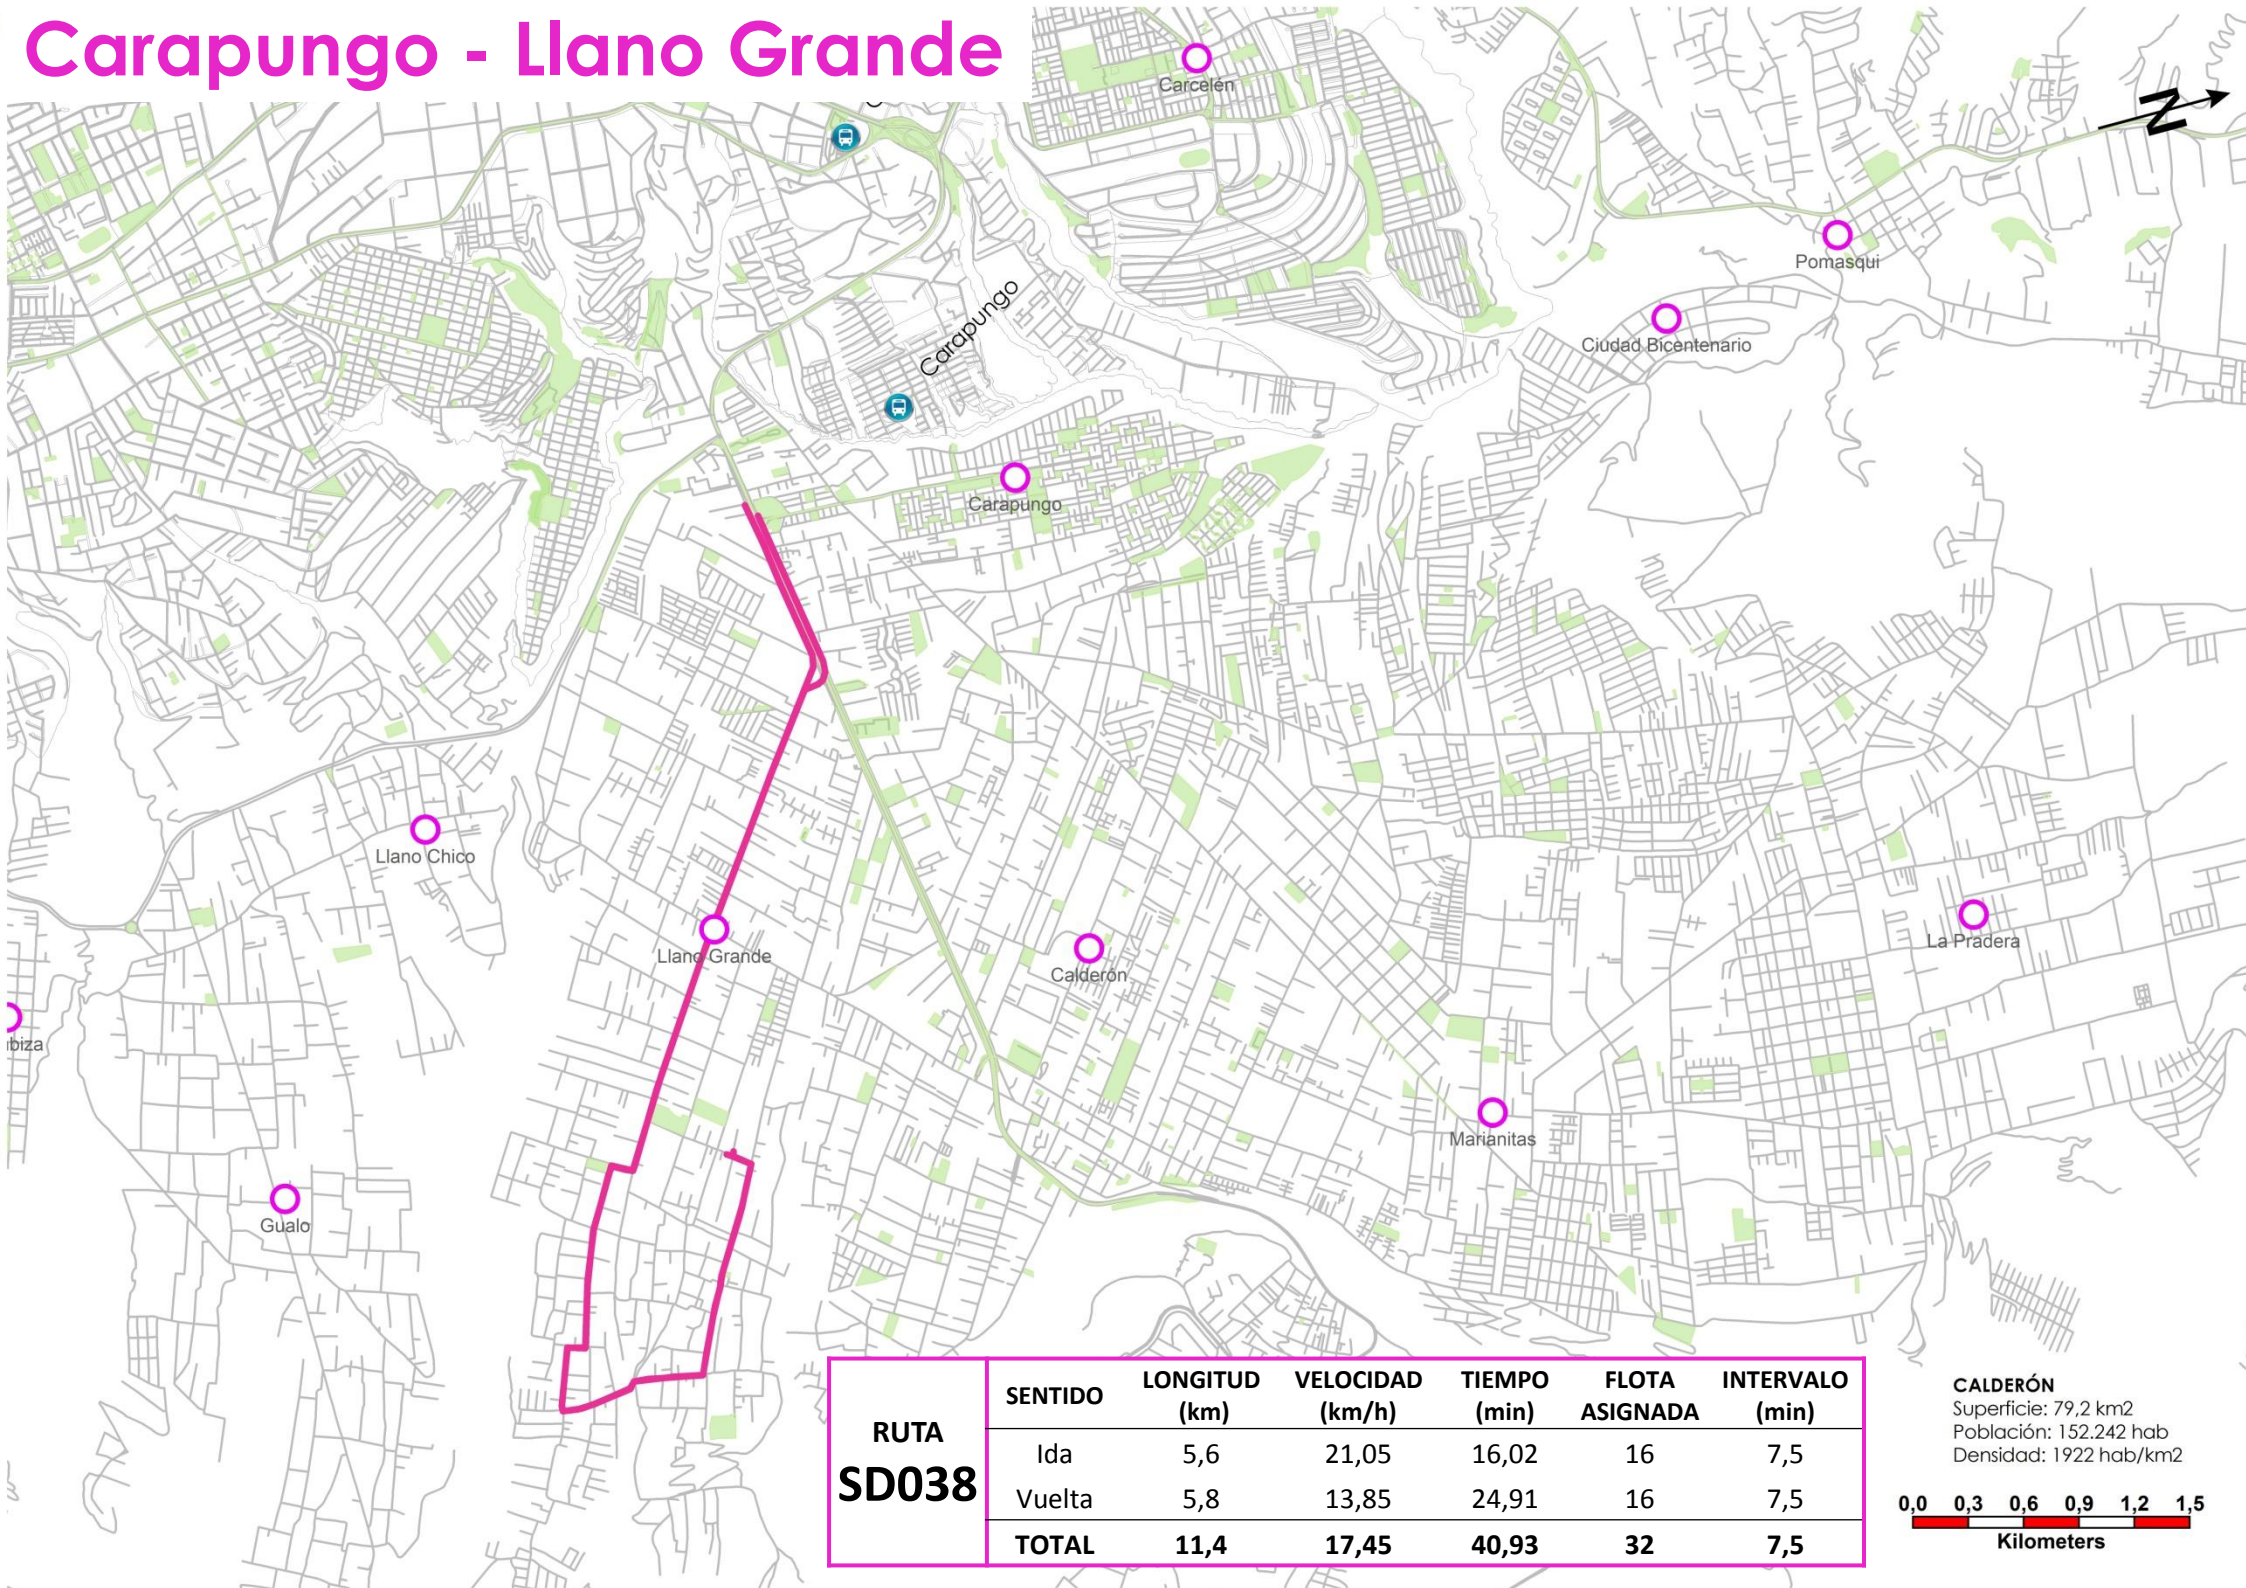 Carapungo - Llano Grande
Carcelén
N
Pomasqui
Ciudad Bicentenario
Carapungo
Carapungo
Llano Chico
Llano Grande
Calderón
La Pradera
biza
Marianitas
Gualo
RUTA
SD038
SENTIDO LONGITUD (km) VELOCIDAD (km/h) TIEMPO (min) FLOTA ASIGNADA INTERVALO (min)
Ida 5,6 21,05 16,02 16 7,5
Vuelta 5,8 13,85 24,91 16 7,5
TOTAL 11,4 17,45 40,93 32 7,5
CALDERÓN
Superficie: 79,2 km2
Población: 152.242 hab
Densidad: 1922 hab/km2
0,0 0,3 0,6 0,9 1,2 1,5
Kilometers